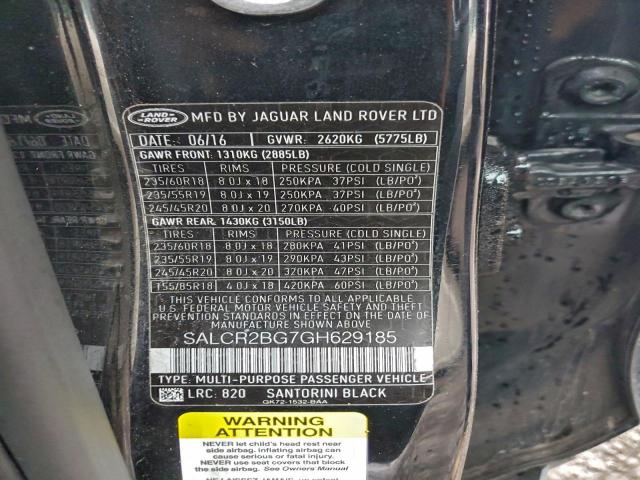 LAND-ROVER MFD BY JAGUAR LAND ROVER LTD
DATE 06/16 GVWR: 2620KG (5775LB)
GAWR FRONT: 1310KG (2885LB)
TIRES RIMS PRESSURE (COLD SINGLE)
235/60R18 8.0J x 18 250KPA 37PSI (LB/PO²)
235/55R19 8.0J x 19 250KPA 37PSI (LB/PO²)
245/45R20 8.0J x 20 270KPA 40PSI (LB/PO²)
GAWR REAR: 1430KG (3150LB)
TIRES RIMS PRESSURE (COLD SINGLE)
235/60R18 8.0J x 18 280KPA 41PSI (LB/PO²)
235/55R19 8.0J x 19 290KPA 43PSI (LB/PO²)
245/45R20 8.0J x 20 320KPA 47PSI (LB/PO²)
155/85R18 4.0J x 18 420KPA 60PSI (LB/PO²)
THIS VEHICLE CONFORMS TO ALL APPLICABLE
U.S. FEDERAL MOTOR VEHICLE SAFETY AND THEFT
PREVENTION STANDARDS IN EFFECT ON THE DATE
OF MANUFACTURE SHOWN ABOVE.
SALCR2BG7GH629185
TYPE: MULTI-PURPOSE PASSENGER VEHICLE
LRC: 820 SANTORINI BLACK
GK72-1532-BAA
WARNING
ATTENTION
NEVER let child's head rest near
side airbag. inflating airbag can
cause serious or fatal injury.
NEVER use seat covers that block
side airbag. See Owners Manual